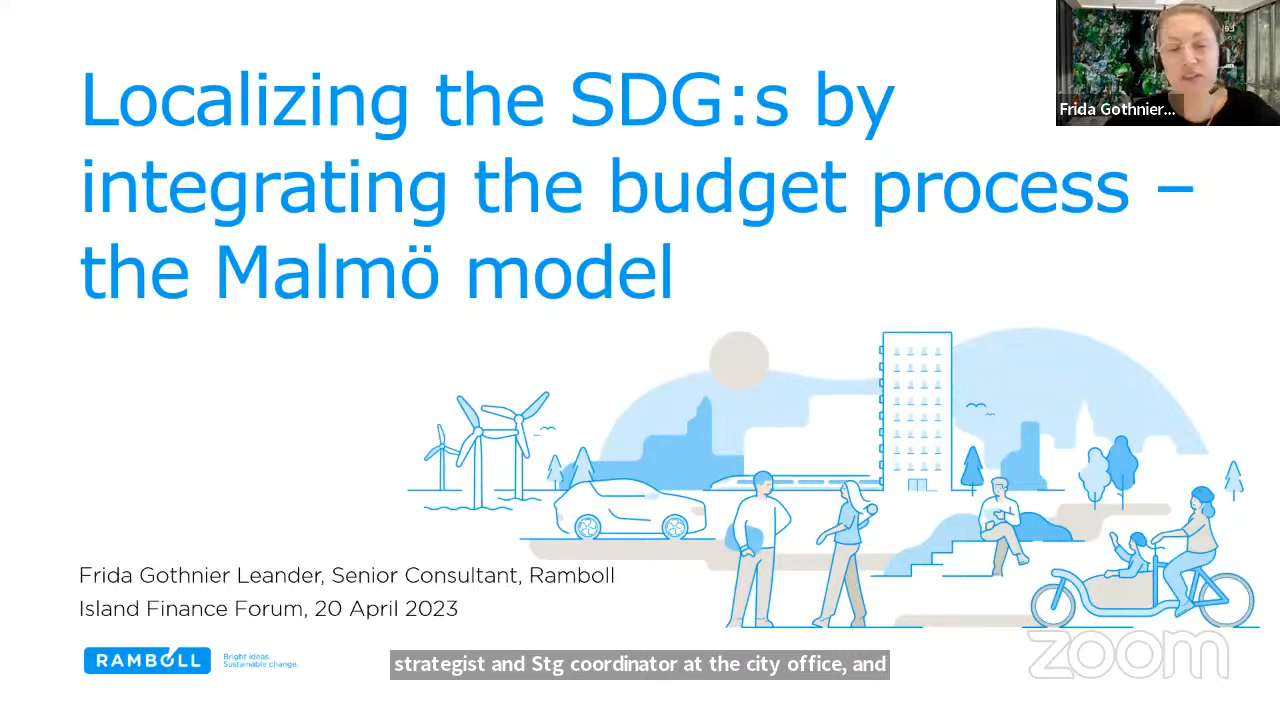 Localizing the SDG:s by
integrating the budget process –
the Malmö model
Frida Gothnier...
Frida Gothnier Leander, Senior Consultant, Ramboll
Island Finance Forum, 20 April 2023
RAMBOLL
Bright ideas.
Sustainable change.
strategist and Stg coordinator at the city office, and
zoom